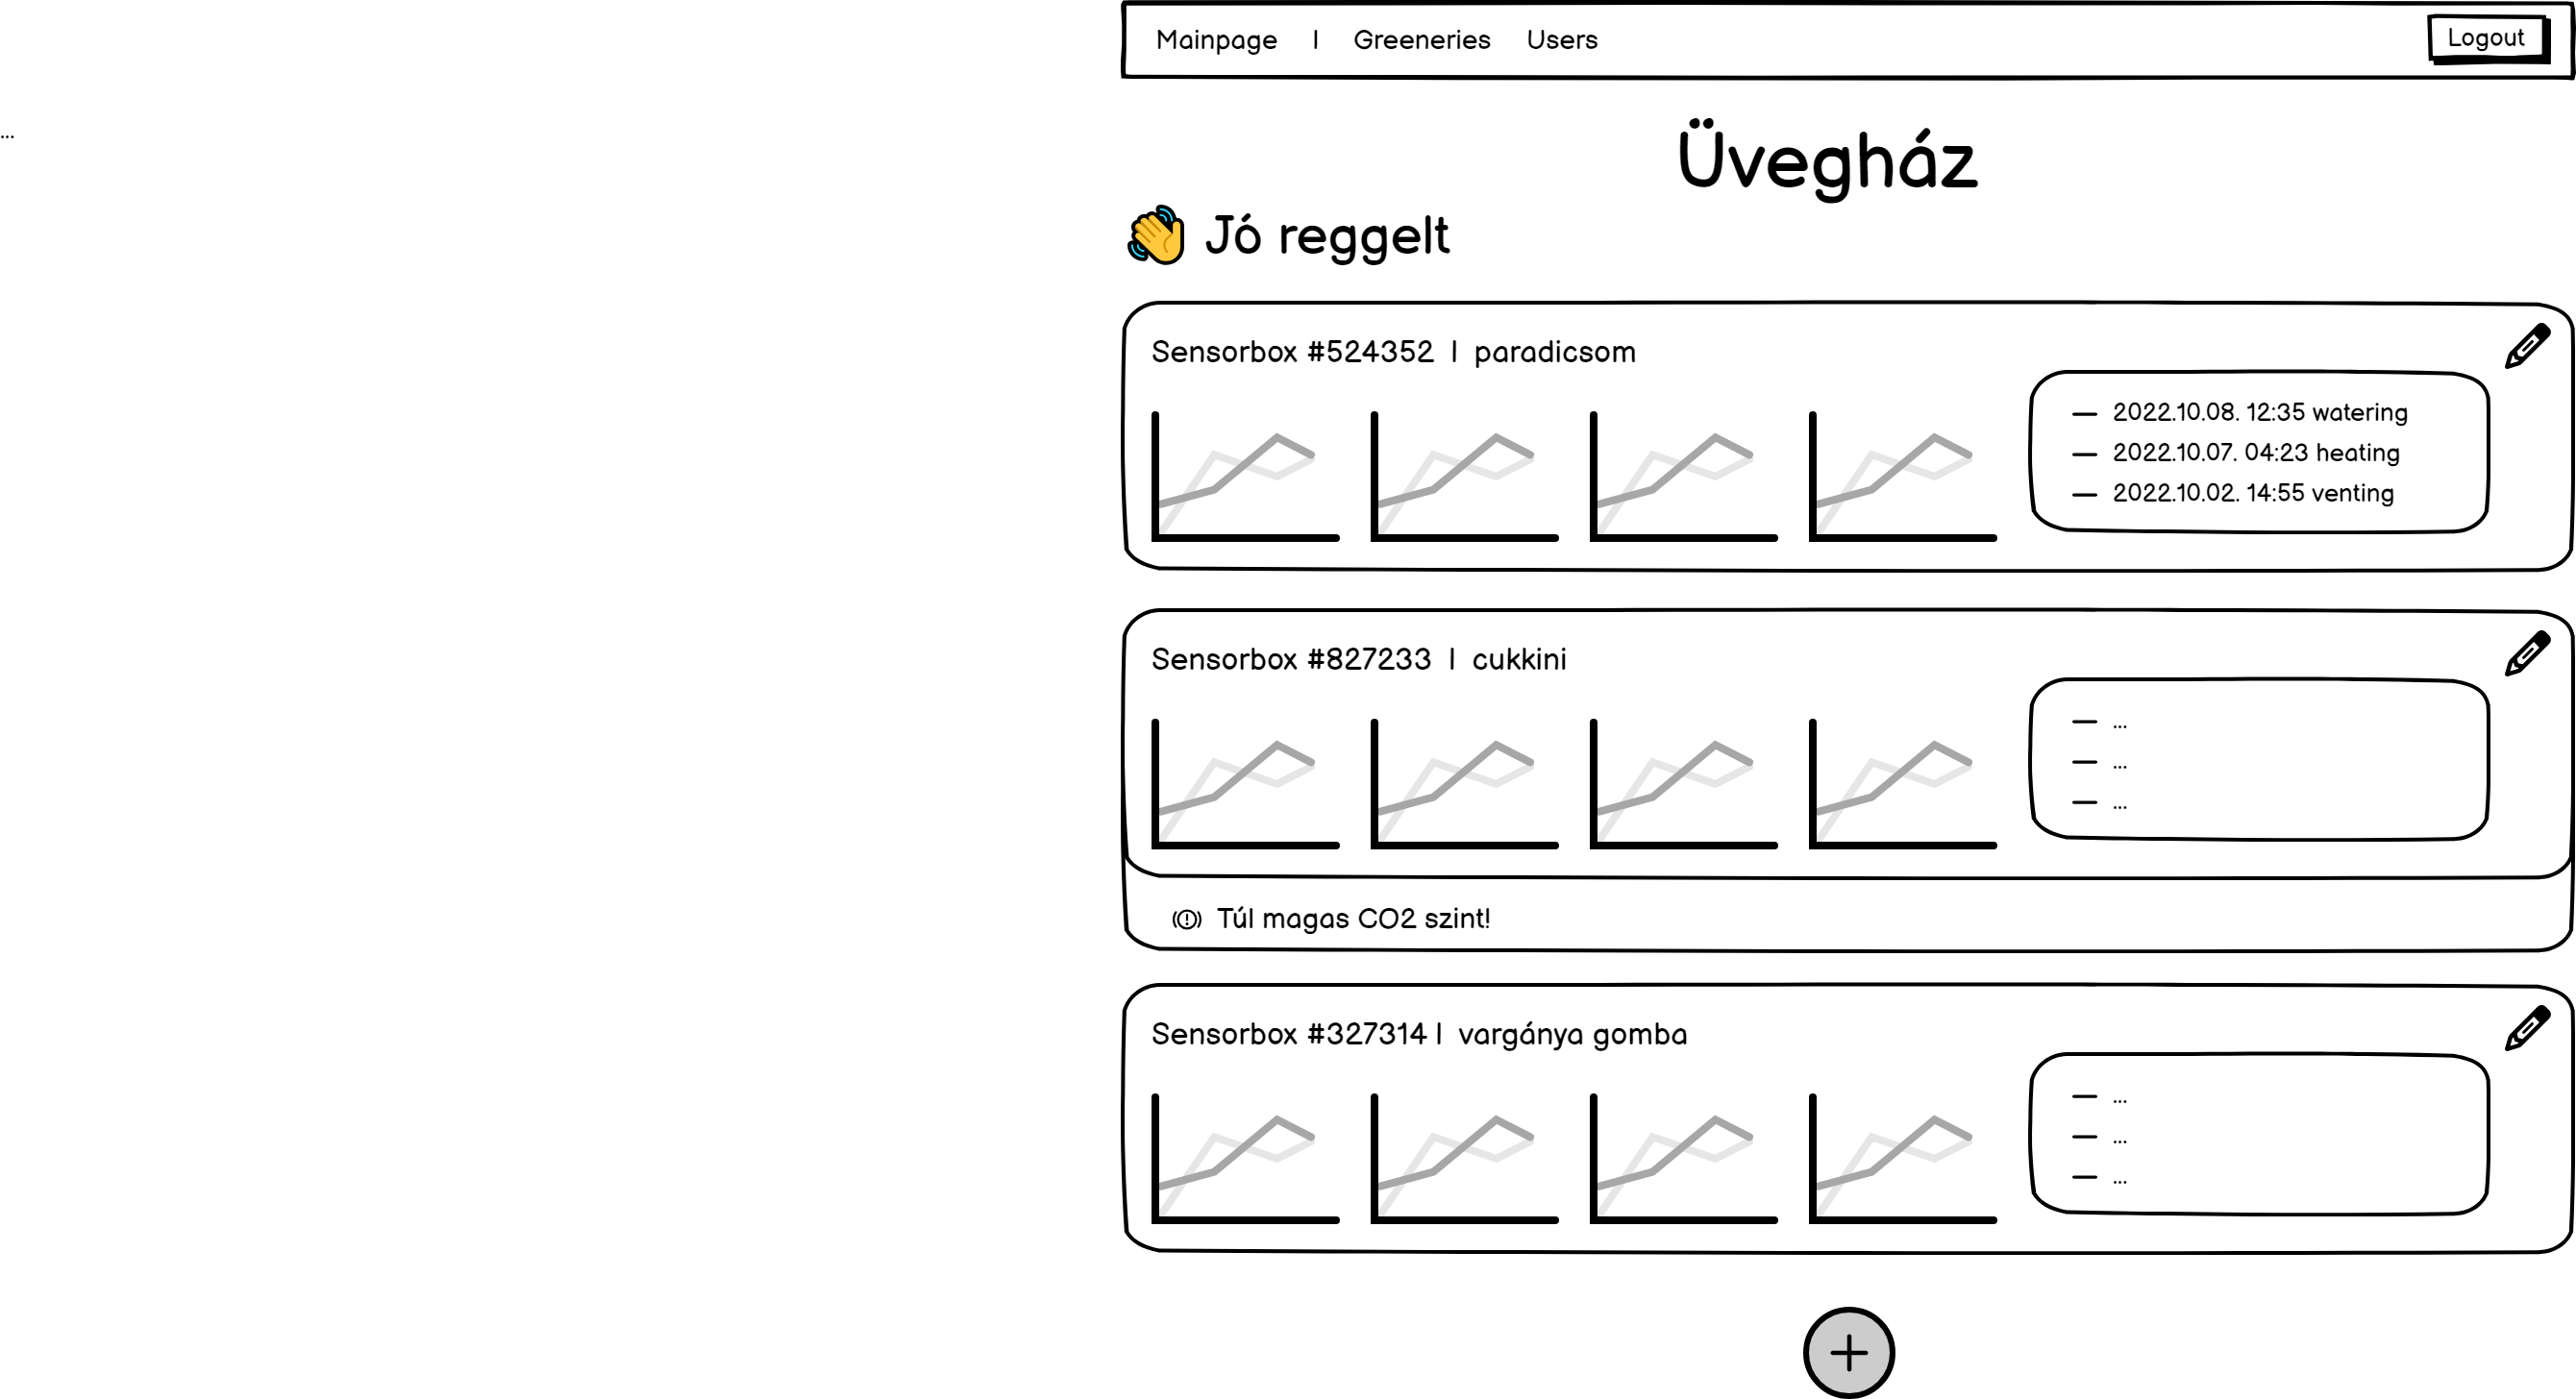 Mainpage | Greeneries Users Logout
...
Üvegház
Jó reggelt
Sensorbox #524352 | paradicsom
— 2022.10.08. 12:35 watering
— 2022.10.07. 04:23 heating
— 2022.10.02. 14:55 venting
Sensorbox #827233 | cukkini
— ...
— ...
— ...
Túl magas CO2 szint!
Sensorbox #327314 | vargánya gomba
— ...
— ...
— ...
+